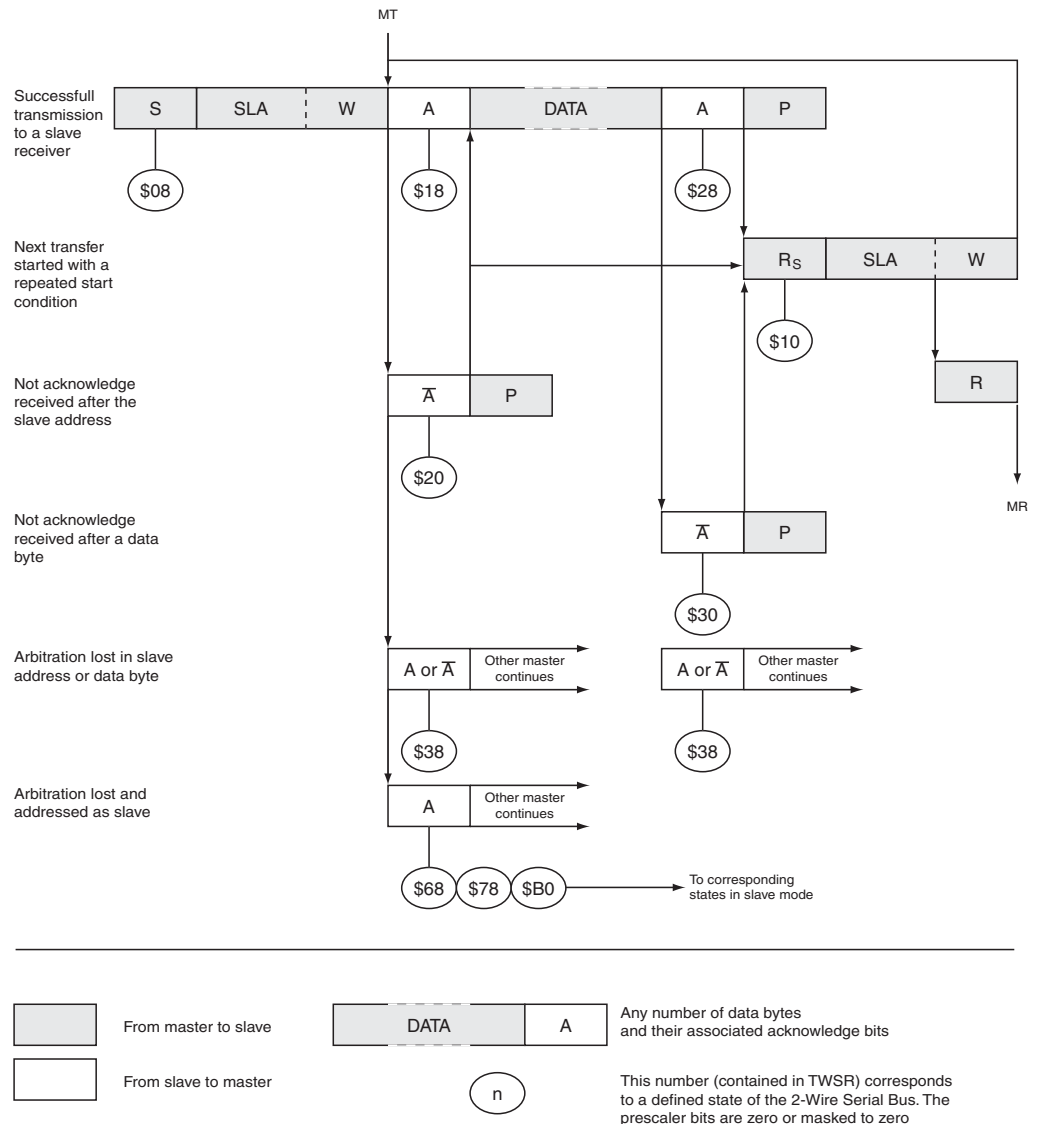 MT
Successfull
transmission
to a slave
receiver
S SLA W A DATA A P
$08 $18 $28
Next transfer
started with a
repeated start
condition
RS SLA W
$10
Not acknowledge
received after the
slave address
A̅ P
R
$20
MR
Not acknowledge
received after a data
byte
A̅ P
$30
Arbitration lost in slave
address or data byte
A or A̅ Other master
continues
A or A̅ Other master
continues
$38 $38
Arbitration lost and
addressed as slave
A Other master
continues
$68 $78 $B0
To corresponding
states in slave mode
From master to slave
DATA A
Any number of data bytes
and their associated acknowledge bits
From slave to master
n
This number (contained in TWSR) corresponds
to a defined state of the 2-Wire Serial Bus. The
prescaler bits are zero or masked to zero